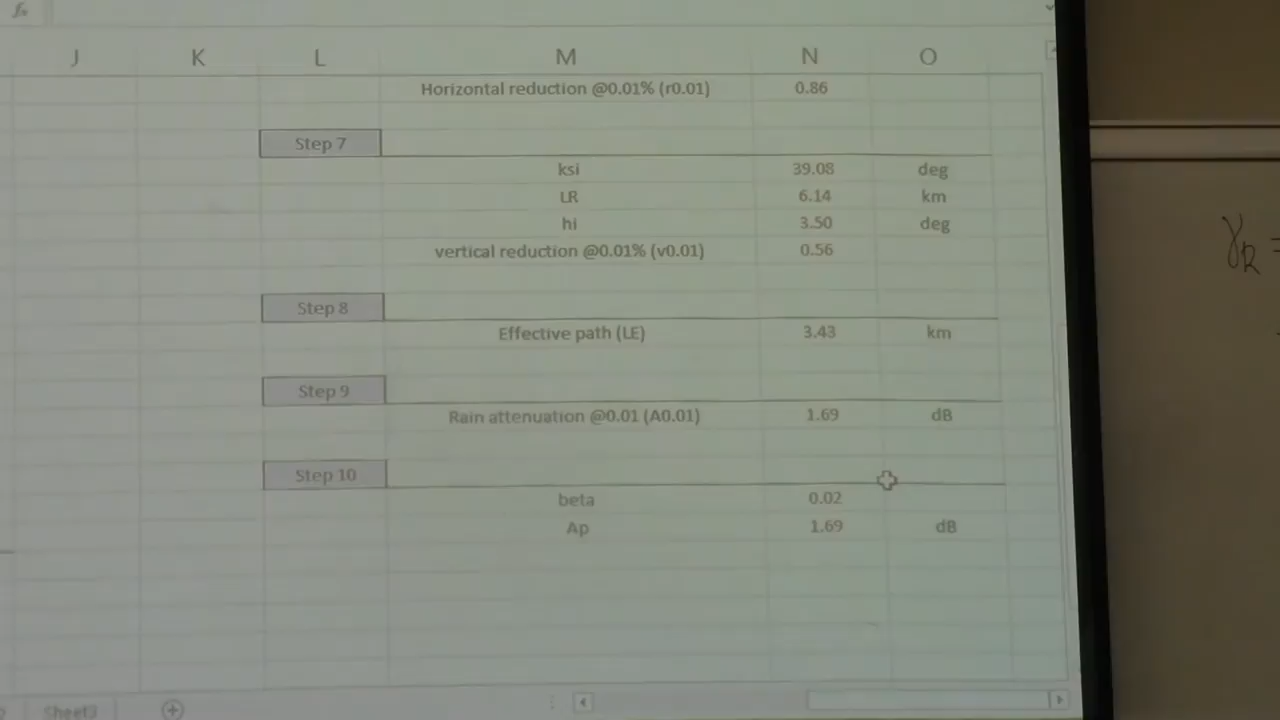 fx
J K L M N O
Horizontal reduction @0.01% (r0.01) 0.86
Step 7
ksi 39.08 deg
LR 6.14 km
hi 3.50 deg
vertical reduction @0.01% (v0.01) 0.56
Step 8
Effective path (LE) 3.43 km
Step 9
Rain attenuation @0.01 (A0.01) 1.69 dB
Step 10
beta 0.02
Ap 1.69 dB
γR =
Sheet3